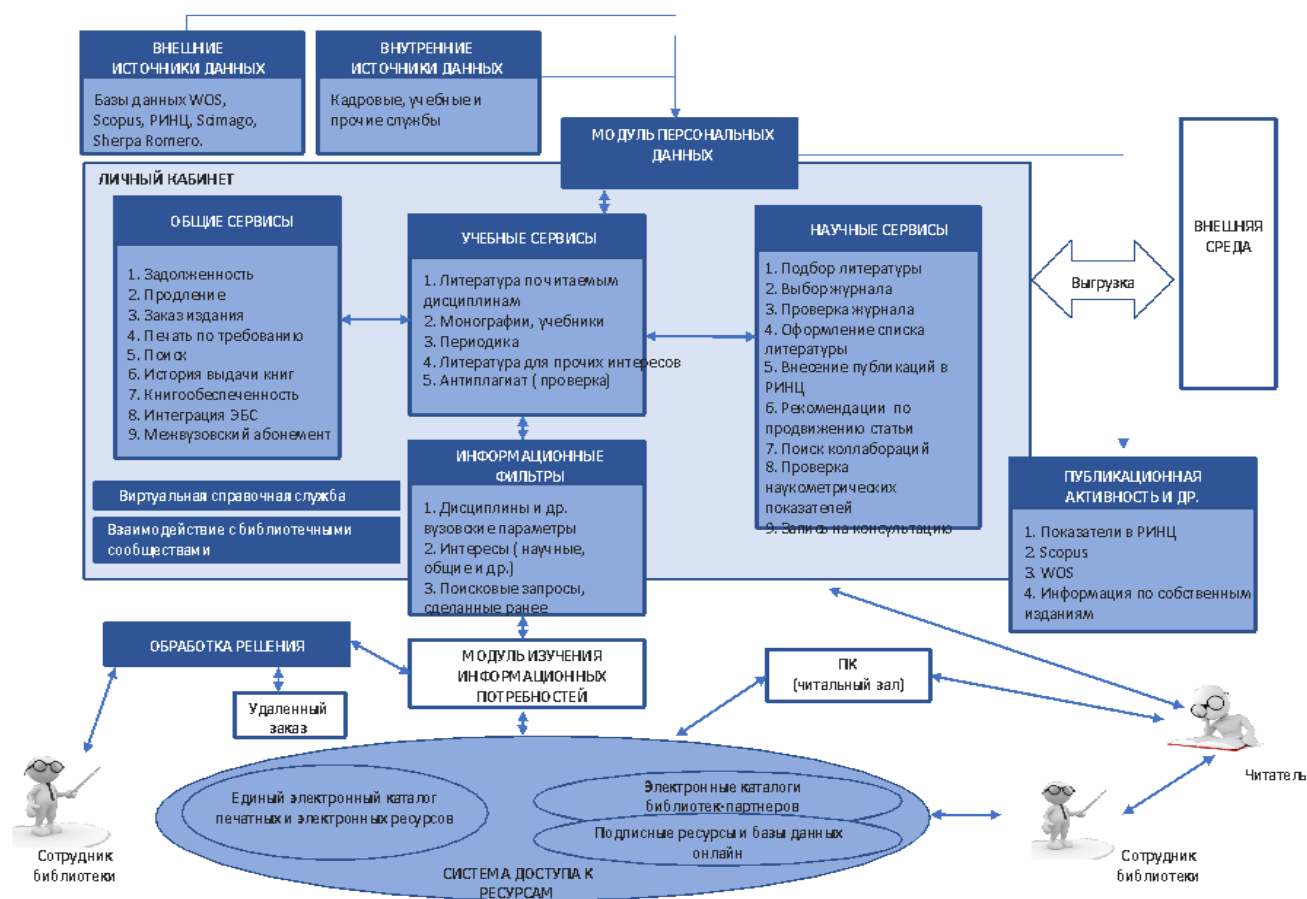 ВНЕШНИЕ
ИСТОЧНИКИ ДАННЫХ
Базы данных WOS,
Scopus, РИНЦ, Scimago,
Sherpa Romero.
ВНУТРЕННИЕ
ИСТОЧНИКИ ДАННЫХ
Кадровые, учебные и
прочие службы
МОДУЛЬ ПЕРСОНАЛЬНЫХ
ДАННЫХ
ЛИЧНЫЙ КАБИНЕТ
ОБЩИЕ СЕРВИСЫ
1. Задолженность
2. Продление
3. Заказ издания
4. Печать по требованию
5. Поиск
6. История выдачи книг
7. Книгообеспеченность
8. Интеграция ЭБС
9. Межвузовский абонемент
УЧЕБНЫЕ СЕРВИСЫ
1. Литература по читаемым
дисциплинам
2. Монографии, учебники
3. Периодика
4. Литература для прочих интересов
5. Антиплагиат ( проверка)
НАУЧНЫЕ СЕРВИСЫ
1. Подбор литературы
2. Выбор журнала
3. Проверка журнала
4. Оформление списка
литературы
5. Внесение публикаций в
РИНЦ
6. Рекомендации по
продвижению статьи
7. Поиск коллабораций
8. Проверка
наукометрических
показателей
9. Запись на консультацию
Выгрузка
ВНЕШНЯЯ
СРЕДА
Виртуальная справочная служба
Взаимодействие с библиотечными
сообществами
ИНФОРМАЦИОННЫЕ
ФИЛЬТРЫ
1. Дисциплины и др.
вузовские параметры
2. Интересы ( научные,
общие и др.)
3. Поисковые запросы,
сделанные ранее
ПУБЛИКАЦИОННАЯ
АКТИВНОСТЬ И ДР.
1. Показатели в РИНЦ
2. Scopus
3. WOS
4. Информация по собственным
изданиям
ОБРАБОТКА РЕШЕНИЯ
Удаленный
заказ
МОДУЛЬ ИЗУЧЕНИЯ
ИНФОРМАЦИОННЫХ
ПОТРЕБНОСТЕЙ
ПК
(читальный зал)
Читатель
Единый электронный каталог
печатных и электронных ресурсов
Электронные каталоги
библиотек-партнеров
Подписные ресурсы и базы данных
онлайн
СИСТЕМА ДОСТУПА К
РЕСУРСАМ
Сотрудник
библиотеки
Сотрудник
библиотеки